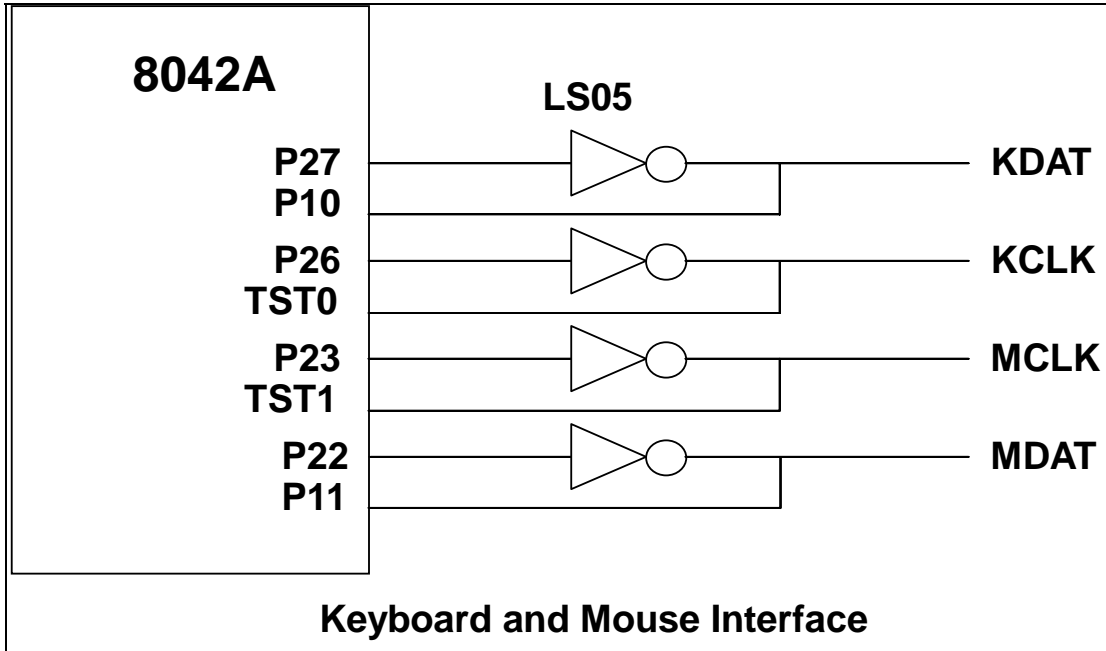 8042A
LS05
P27
KDAT
P10
P26
KCLK
TST0
P23
MCLK
TST1
P22
MDAT
P11
Keyboard and Mouse Interface